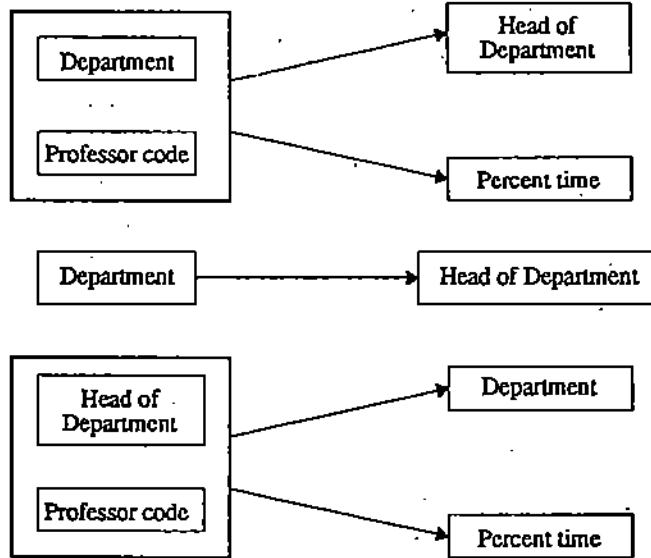 Department
Professor code
Head of
Department
Percent time
Department
Head of Department
Head of
Department
Professor code
Department
Percent time